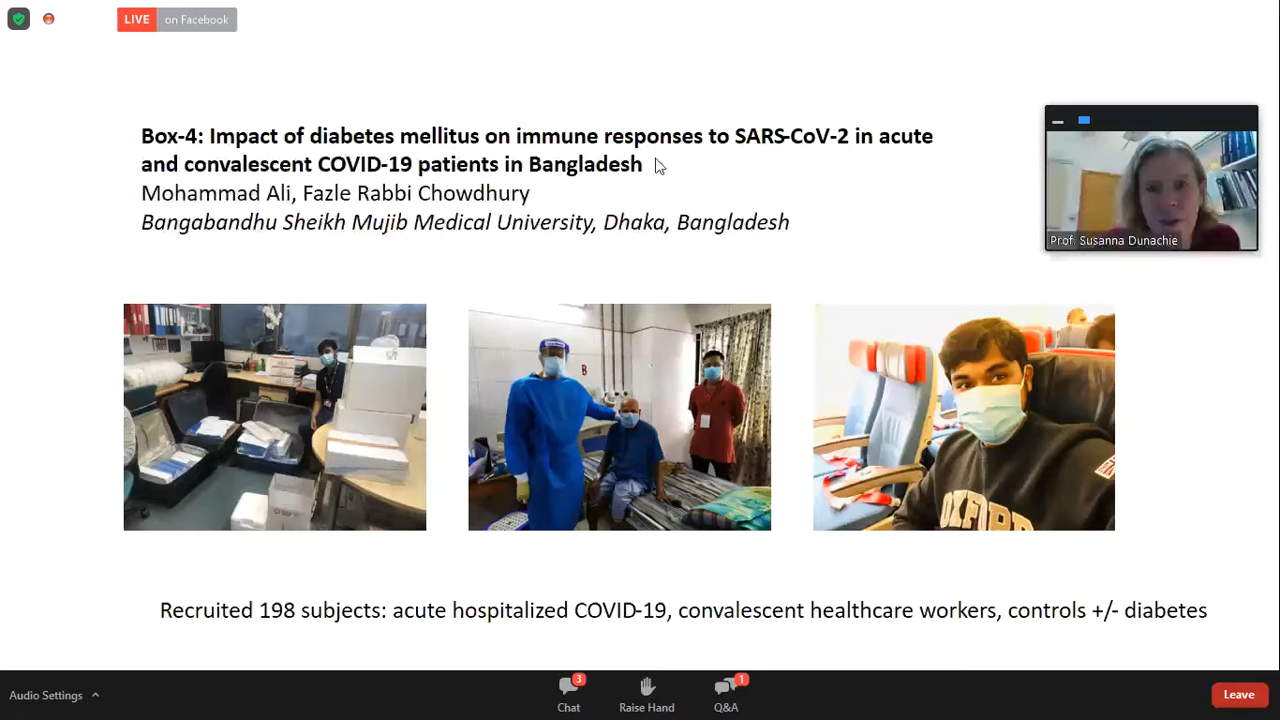 LIVE on Facebook
Box-4: Impact of diabetes mellitus on immune responses to SARS-CoV-2 in acute
and convalescent COVID-19 patients in Bangladesh
Mohammad Ali, Fazle Rabbi Chowdhury
Bangabandhu Sheikh Mujib Medical University, Dhaka, Bangladesh
Prof. Susanna Dunachie
B
OXFORD
Recruited 198 subjects: acute hospitalized COVID-19, convalescent healthcare workers, controls +/- diabetes
Audio Settings
3
Chat
Raise Hand
1
Q&A
Leave